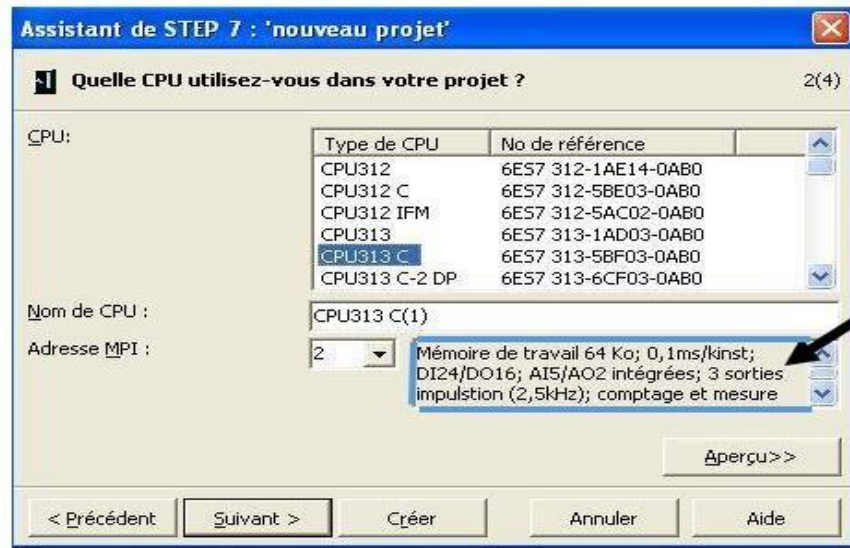 Assistant de STEP 7 : 'nouveau projet'
Quelle CPU utilisez-vous dans votre projet ? 2(4)
CPU:
Type de CPU No de référence
CPU312 6ES7 312-1AE14-0AB0
CPU312 C 6ES7 312-5BE03-0AB0
CPU312 IFM 6ES7 312-5AC02-0AB0
CPU313 6ES7 313-1AD03-0AB0
CPU313 C 6ES7 313-5BF03-0AB0
CPU313 C-2 DP 6ES7 313-6CF03-0AB0
Nom de CPU : CPU313 C(1)
Adresse MPI : 2
Mémoire de travail 64 Ko; 0,1ms/kinst;
DI24/DO16; AI5/AO2 intégrées; 3 sorties
impulstion (2,5kHz); comptage et mesure
Aperçu>>
< Précédent Suivant > Créer Annuler Aide